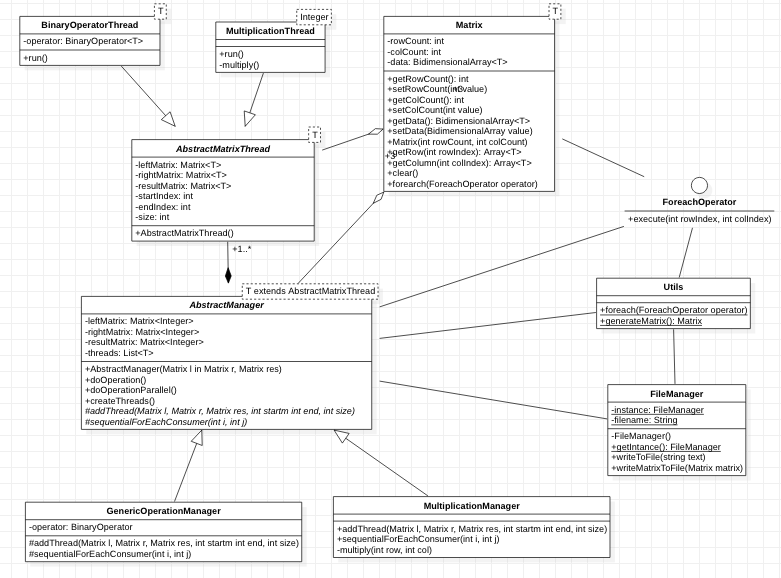 T
BinaryOperatorThread
-operator: BinaryOperator<T>
+run()
Integer
MultiplicationThread
+run()
-multiply()
T
Matrix
-rowCount: int
-colCount: int
-data: BidimensionalArray<T>
+getRowCount(): int
+setRowCount(int value)
+getColCount(): int
+setColCount(int value)
+getData(): BidimensionalArray<T>
+setData(BidimensionalArray value)
+Matrix(int rowCount, int colCount)
+getRow(int rowIndex): Array<T>
+getColumn(int colIndex): Array<T>
+clear()
+forearch(ForeachOperator operator)
+3
T
AbstractMatrixThread
-leftMatrix: Matrix<T>
-rightMatrix: Matrix<T>
-resultMatrix: Matrix<T>
-startIndex: int
-endIndex: int
-size: int
+AbstractMatrixThread()
+1..*
ForeachOperator
+execute(int rowIndex, int colIndex)
T extends AbstractMatrixThread
AbstractManager
-leftMatrix: Matrix<Integer>
-rightMatrix: Matrix<Integer>
-resultMatrix: Matrix<Integer>
-threads: List<T>
+AbstractManager(Matrix l in Matrix r, Matrix res)
+doOperation()
+doOperationParallel()
+createThreads()
#addThread(Matrix l, Matrix r, Matrix res, int startm int end, int size)
#sequentialForEachConsumer(int i, int j)
Utils
+foreach(ForeachOperator operator)
+generateMatrix(): Matrix
FileManager
-instance: FileManager
-filename: String
-FileManager()
+getIntance(): FileManager
+writeToFile(string text)
+writeMatrixToFile(Matrix matrix)
GenericOperationManager
-operator: BinaryOperator
#addThread(Matrix l, Matrix r, Matrix res, int startm int end, int size)
#sequentialForEachConsumer(int i, int j)
MultiplicationManager
+addThread(Matrix l, Matrix r, Matrix res, int startm int end, int size)
+sequentialForEachConsumer(int i, int j)
-multiply(int row, int col)